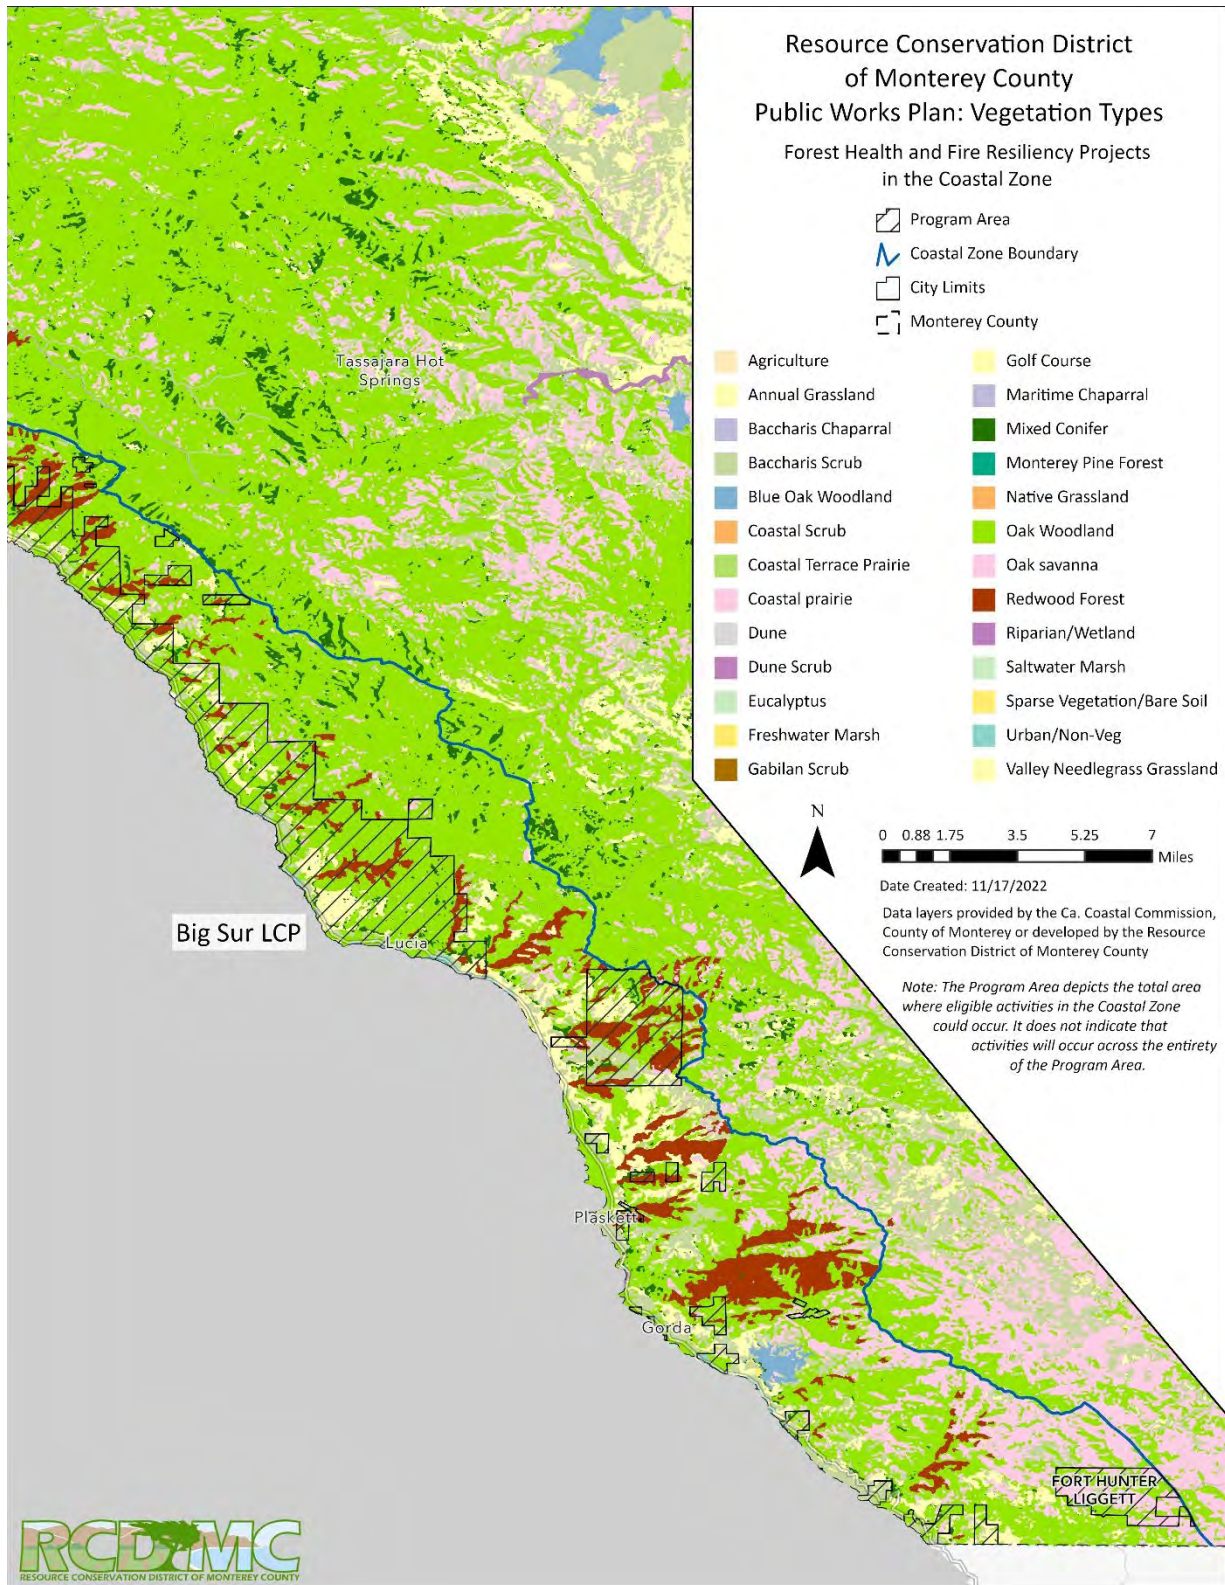 Resource Conservation District
of Monterey County
Public Works Plan: Vegetation Types
Forest Health and Fire Resiliency Projects
in the Coastal Zone
Program Area
Coastal Zone Boundary
City Limits
Monterey County
Agriculture
Annual Grassland
Baccharis Chaparral
Baccharis Scrub
Blue Oak Woodland
Coastal Scrub
Coastal Terrace Prairie
Coastal prairie
Dune
Dune Scrub
Eucalyptus
Freshwater Marsh
Gabilan Scrub
Golf Course
Maritime Chaparral
Mixed Conifer
Monterey Pine Forest
Native Grassland
Oak Woodland
Oak savanna
Redwood Forest
Riparian/Wetland
Saltwater Marsh
Sparse Vegetation/Bare Soil
Urban/Non-Veg
Valley Needlegrass Grassland
N
0 0.88 1.75 3.5 5.25 7
Miles
Date Created: 11/17/2022
Data layers provided by the Ca. Coastal Commission,
County of Monterey or developed by the Resource
Conservation District of Monterey County
Note: The Program Area depicts the total area
where eligible activities in the Coastal Zone
could occur. It does not indicate that
activities will occur across the entirety
of the Program Area.
Tassajara Hot
Springs
Big Sur LCP
Lucia
Plaskett
Gorda
FORT HUNTER
LIGGETT
RCDMC
RESOURCE CONSERVATION DISTRICT OF MONTEREY COUNTY